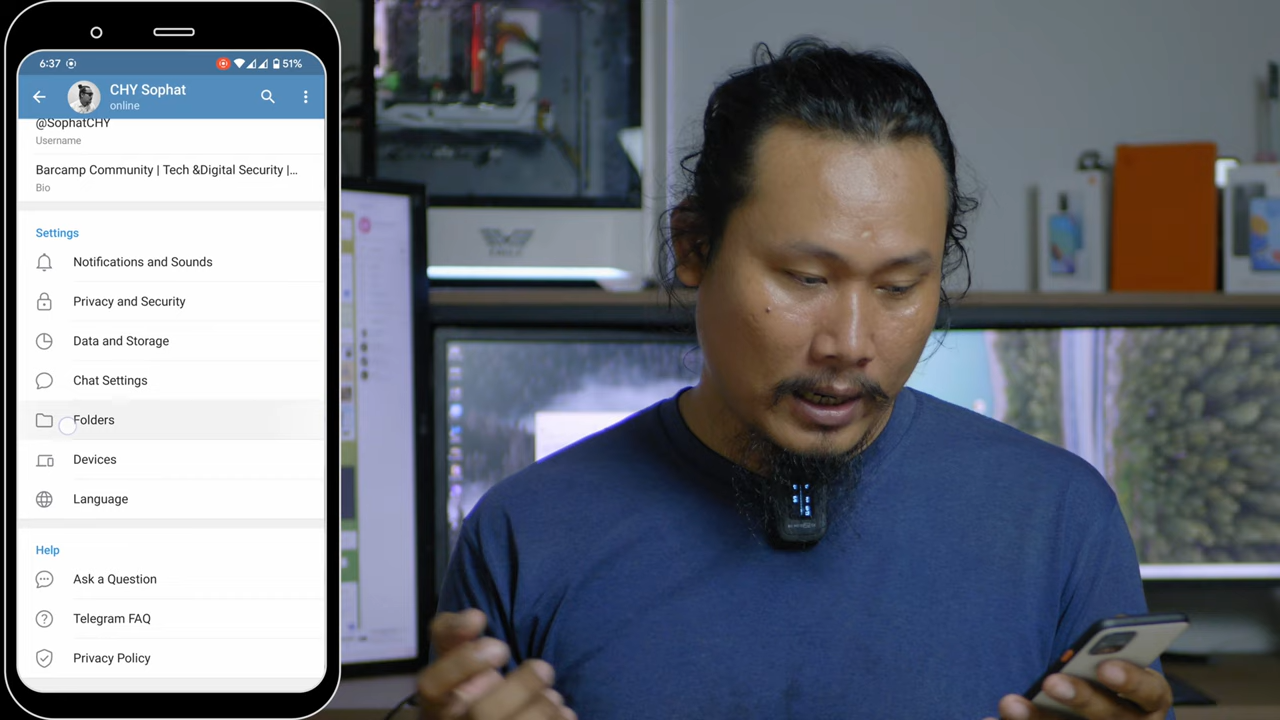 6:37
51%
CHY Sophat
online
@SophatCHY
Username
Barcamp Community | Tech &Digital Security |...
Bio
Settings
Notifications and Sounds
Privacy and Security
Data and Storage
Chat Settings
Folders
Devices
Language
Help
Ask a Question
Telegram FAQ
Privacy Policy